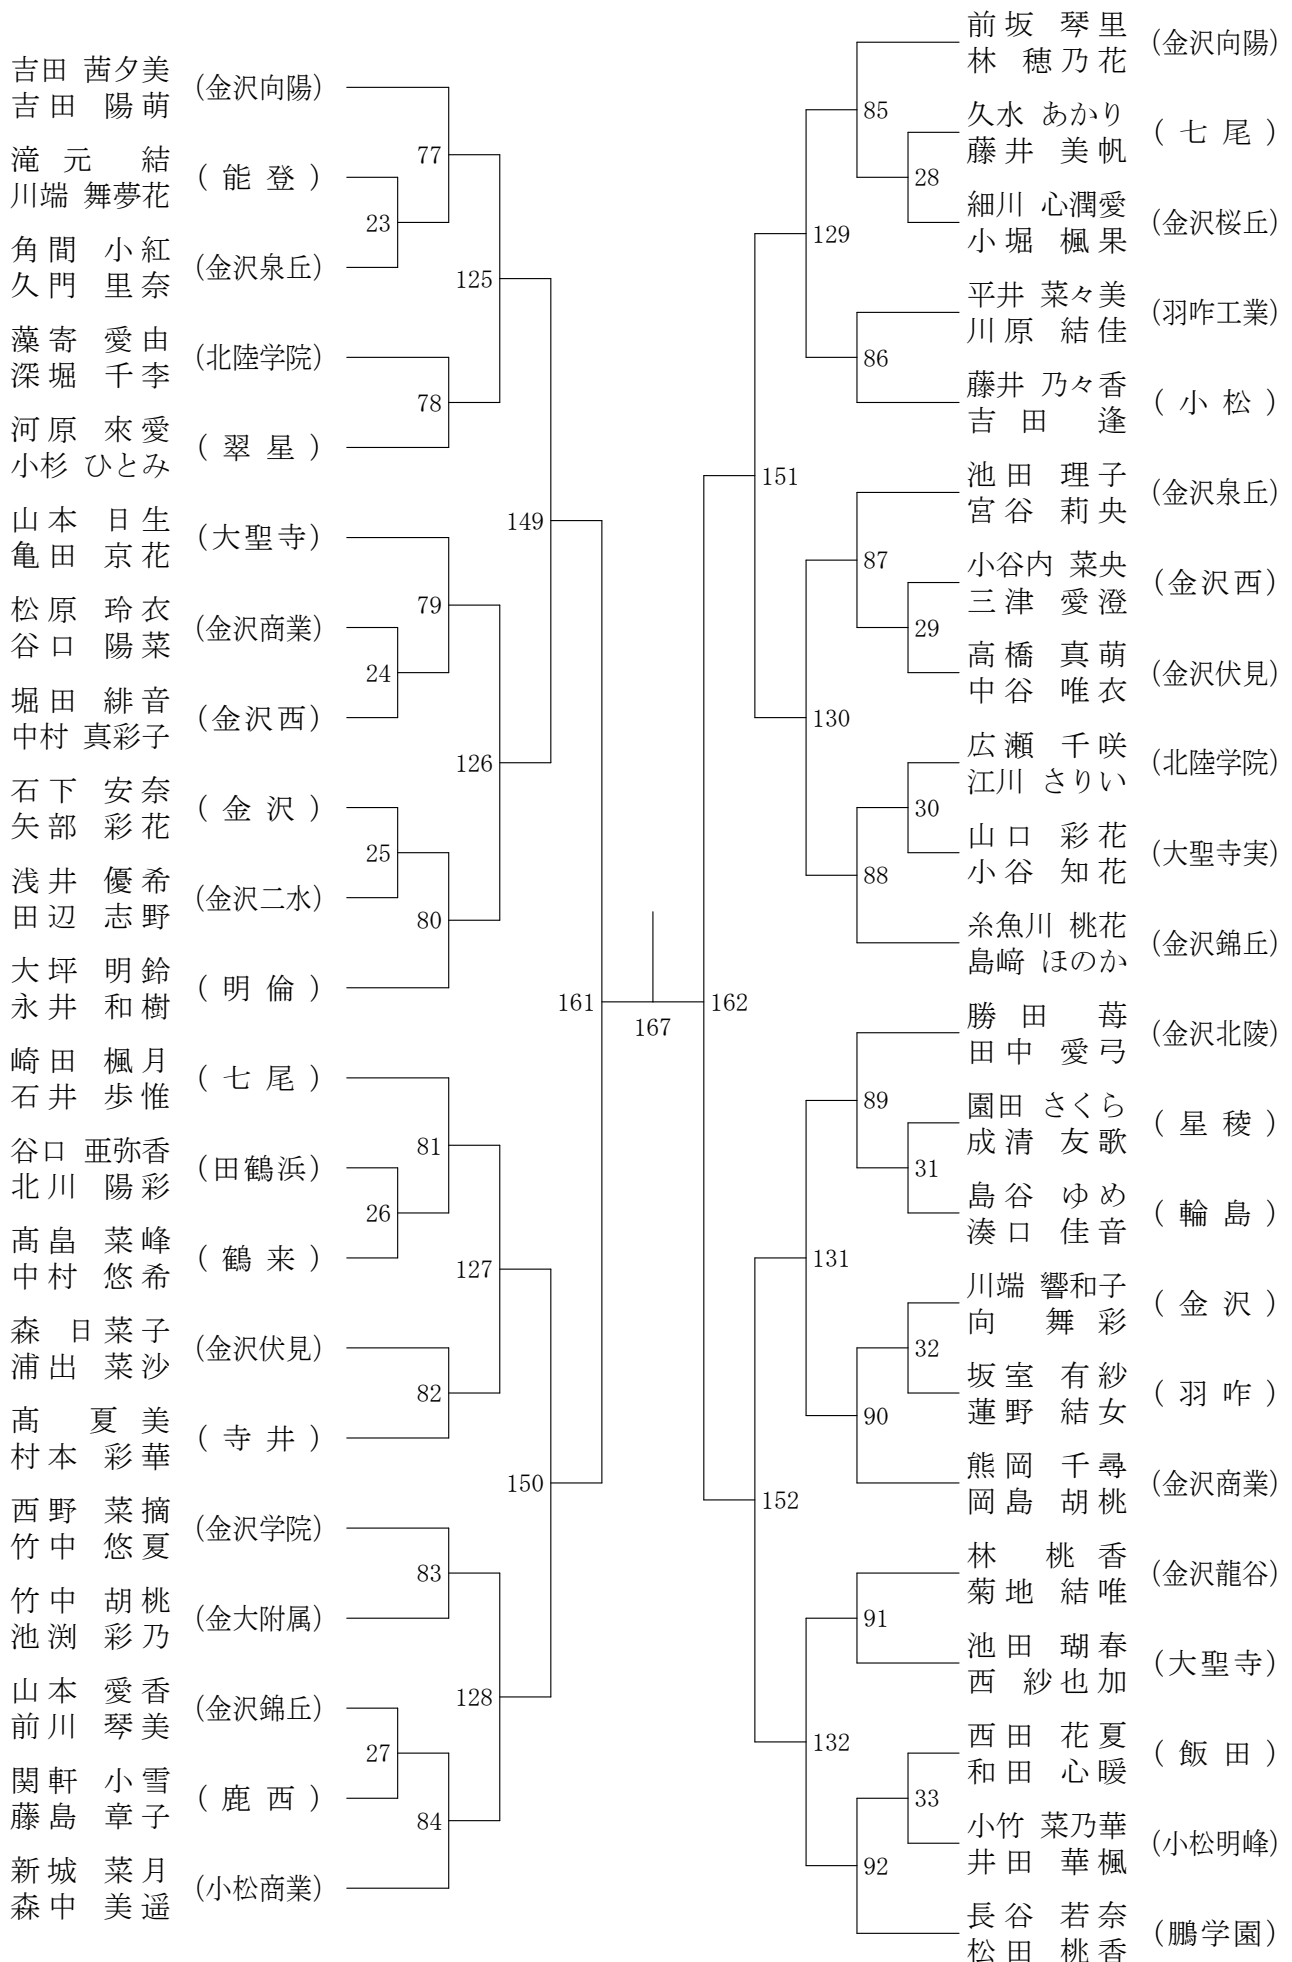 吉田 茜夕美
吉田 陽萌
(金沢向陽)
滝元 結
川端 舞夢花
(能登)
角間 小紅
久門 里奈
(金沢泉丘)
藻寄 愛由
深堀 千李
(北陸学院)
河原 來愛
小杉 ひとみ
(翠星)
山本 日生
亀田 京花
(大聖寺)
松原 玲衣
谷口 陽菜
(金沢商業)
堀田 緋音
中村 真彩子
(金沢西)
石下 安奈
矢部 彩花
(金沢)
浅井 優希
田辺 志野
(金沢二水)
大坪 明鈴
永井 和樹
(明倫)
崎田 楓月
石井 歩惟
(七尾)
谷口 亜弥香
北川 陽彩
(田鶴浜)
髙畠 菜峰
中村 悠希
(鶴来)
森 日菜子
浦出 菜沙
(金沢伏見)
髙 夏美
村本 彩華
(寺井)
西野 菜摘
竹中 悠夏
(金沢学院)
竹中 胡桃
池渕 彩乃
(金大附属)
山本 愛香
前川 琴美
(金沢錦丘)
関軒 小雪
藤島 章子
(鹿西)
新城 菜月
森中 美遥
(小松商業)
77
23
125
78
149
79
24
126
25
80
161
81
26
127
82
150
83
128
27
84
167
162
85
28
129
86
151
87
29
130
30
88
89
31
131
32
90
152
91
132
33
92
前坂 琴里
林 穂乃花
(金沢向陽)
久水 あかり
藤井 美帆
(七尾)
細川 心潤愛
小堀 楓果
(金沢桜丘)
平井 菜々美
川原 結佳
(羽咋工業)
藤井 乃々香
吉田 逢
(小松)
池田 理子
宮谷 莉央
(金沢泉丘)
小谷内 菜央
三津 愛澄
(金沢西)
高橋 真萌
中谷 唯衣
(金沢伏見)
広瀬 千咲
江川 さりい
(北陸学院)
山口 彩花
小谷 知花
(大聖寺実)
糸魚川 桃花
島﨑 ほのか
(金沢錦丘)
勝田 苺
田中 愛弓
(金沢北陵)
園田 さくら
成清 友歌
(星稜)
島谷 ゆめ
湊口 佳音
(輪島)
川端 響和子
向 舞彩
(金沢)
坂室 有紗
蓮野 結女
(羽咋)
熊岡 千尋
岡島 胡桃
(金沢商業)
林 桃香
菊地 結唯
(金沢龍谷)
池田 瑚春
西 紗也加
(大聖寺)
西田 花夏
和田 心暖
(飯田)
小竹 菜乃華
井田 華楓
(小松明峰)
長谷 若奈
松田 桃香
(鵬学園)